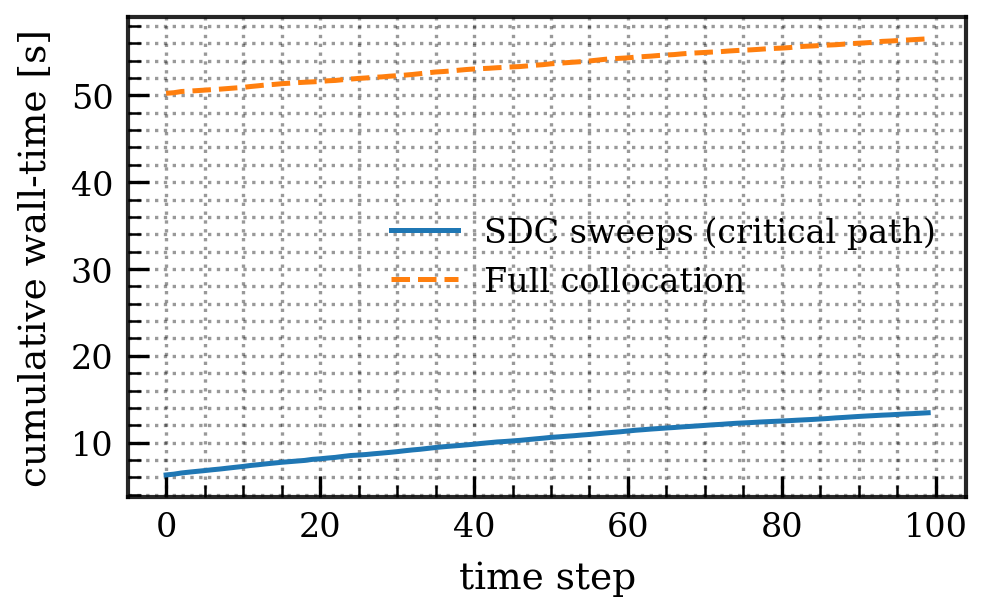 cumulative wall-time [s]
50
40
30
20
10
SDC sweeps (critical path)
Full collocation
0 20 40 60 80 100
time step